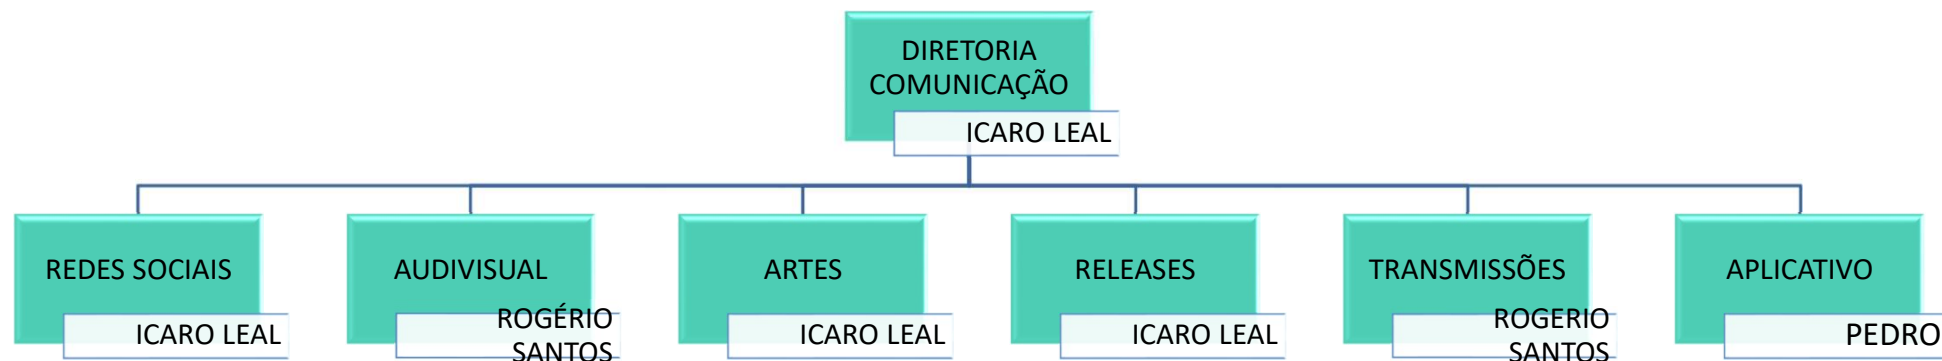 DIRETORIA
COMUNICAÇÃO
ICARO LEAL
REDES SOCIAIS
ICARO LEAL
AUDIVISUAL
ROGÉRIO
SANTOS
ARTES
ICARO LEAL
RELEASES
ICARO LEAL
TRANSMISSÕES
ROGERIO
SANTOS
APLICATIVO
PEDRO